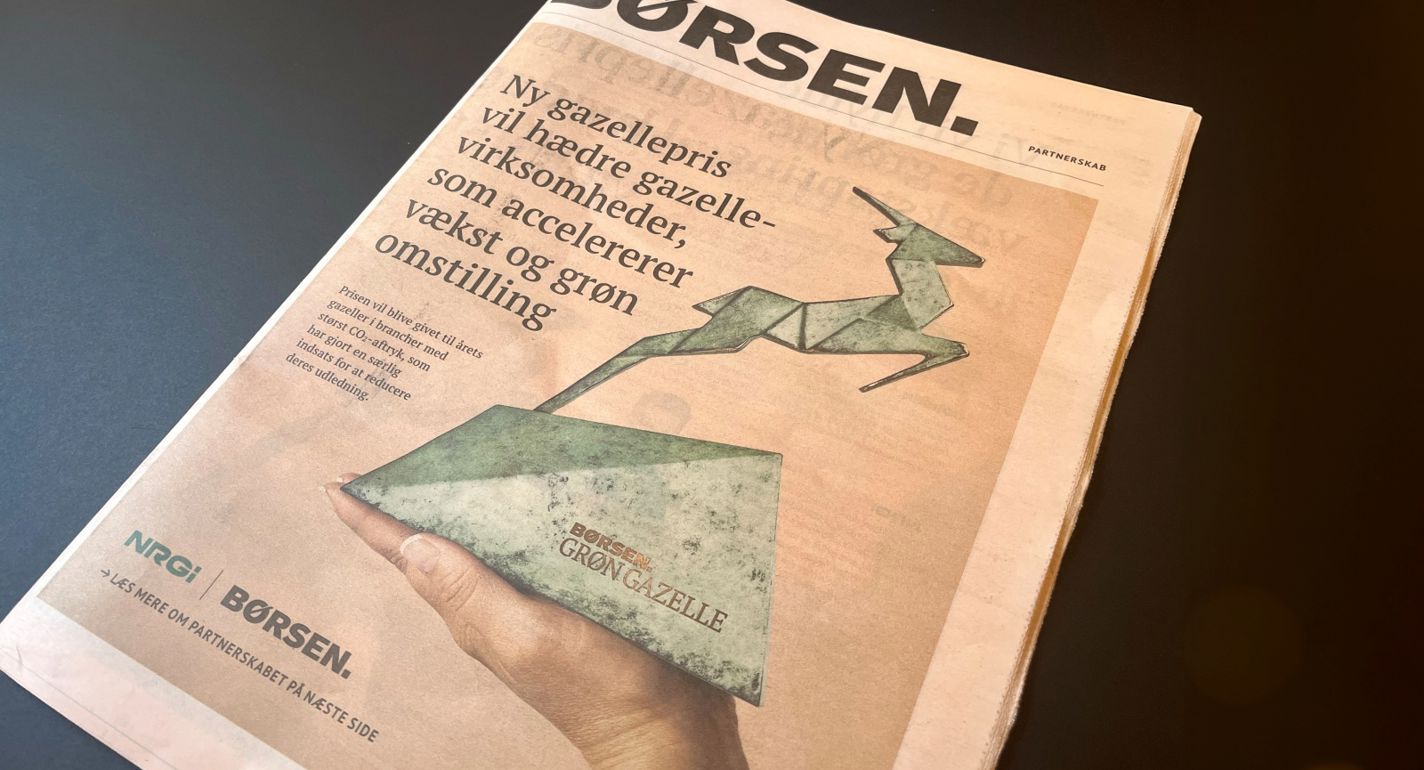 BØRSEN.
PARTNERSKAB
Ny gazellepris
vil hædre gazelle-
virksomheder,
som accelererer
vækst og grøn
omstilling
Prisen vil blive givet til årets
gazeller i brancher med
størst CO₂-aftryk, som
har gjort en særlig
indsats for at reducere
deres udledning.
BØRSEN.
GRØN GAZELLE
NRGi | BØRSEN.
→ LÆS MERE OM PARTNERSKABET PÅ NÆSTE SIDE